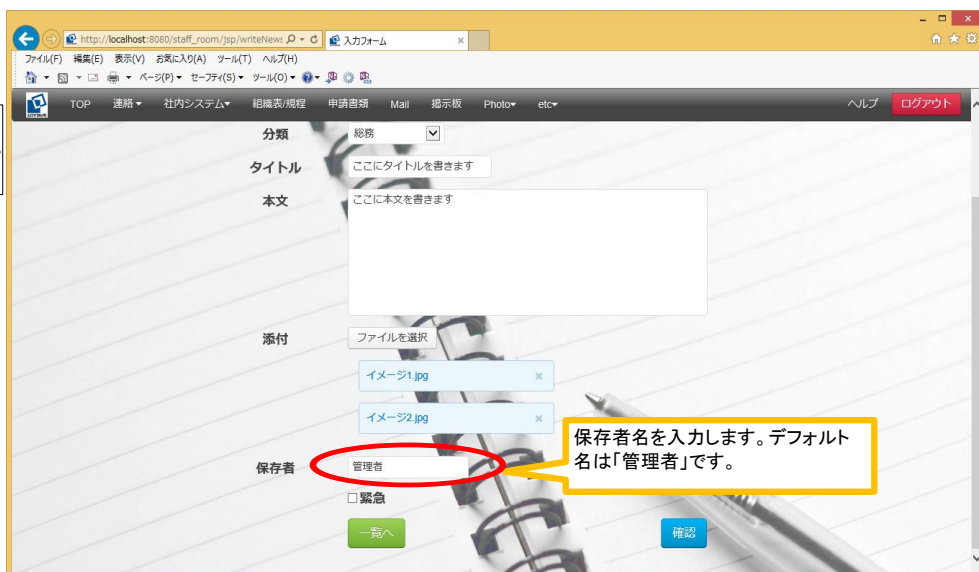 http://localhost:8080/staff_room/jsp/writeNews
入力フォーム
ファイル(F) 編集(E) 表示(V) お気に入り(A) ツール(T) ヘルプ(H)
ページ(P) セーフティ(S) ツール(O)
TOP 連絡 社内システム 組織表/規程 申請書類 Mail 掲示板 Photo etc ヘルプ ログアウト
分類 総務
タイトル ここにタイトルを書きます
本文 ここに本文を書きます
添付 ファイルを選択
イメージ1.jpg ×
イメージ2.jpg ×
保存者名を入力します。デフォルト
名は「管理者」です。
保存者 管理者
緊急
一覧へ 確認